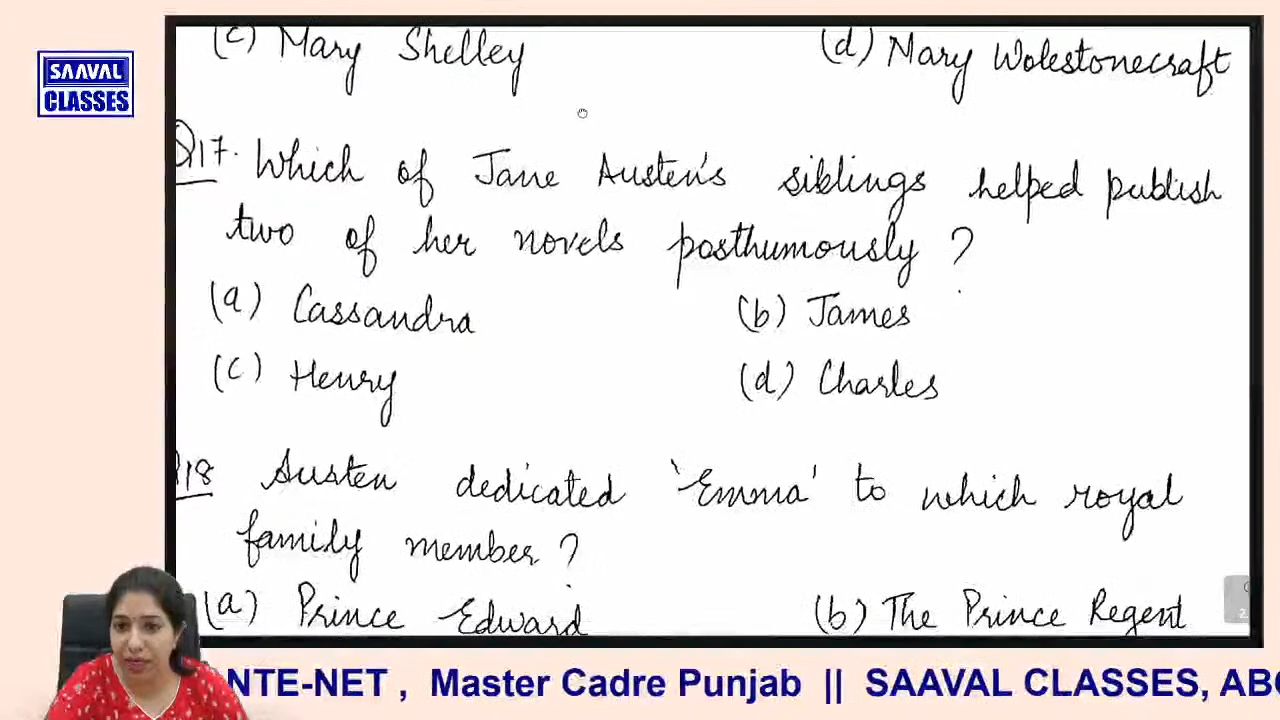 SAAVAL
CLASSES
(c) Mary Shelley (d) Mary Wolestonecraft
Q17. Which of Jane Austen's siblings helped publish
two of her novels posthumously ?
(a) Cassandra (b) James
(c) Henry (d) Charles
18 Austen dedicated 'Emma' to which royal
family member ?
(a) Prince Edward (b) The Prince Regent
NTE-NET , Master Cadre Punjab || SAAVAL CLASSES, ABO